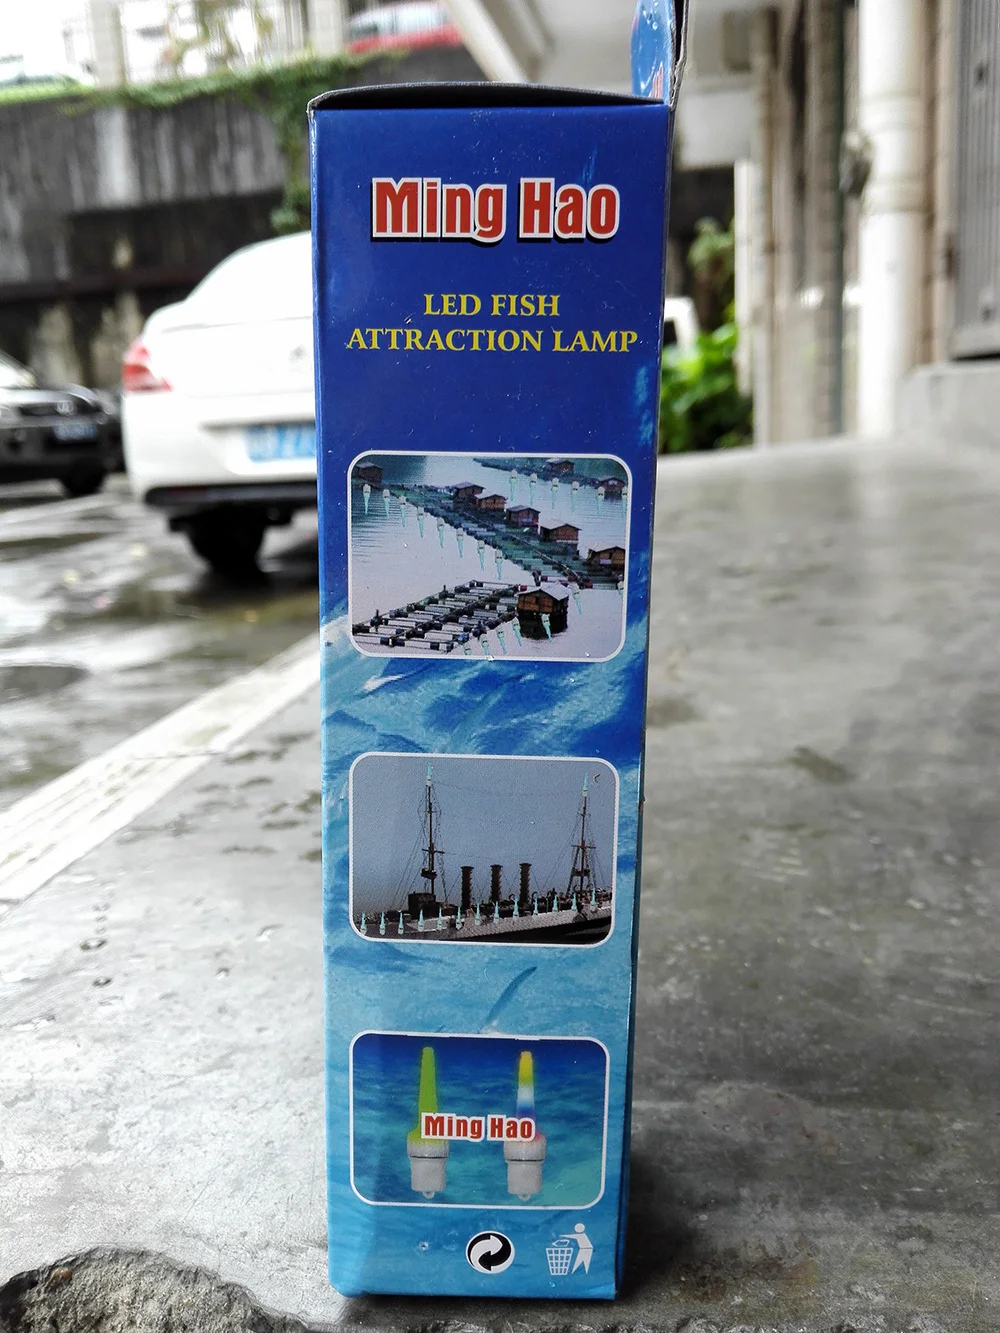 Ming Hao
LED FISH
ATTRACTION LAMP
Ming Hao